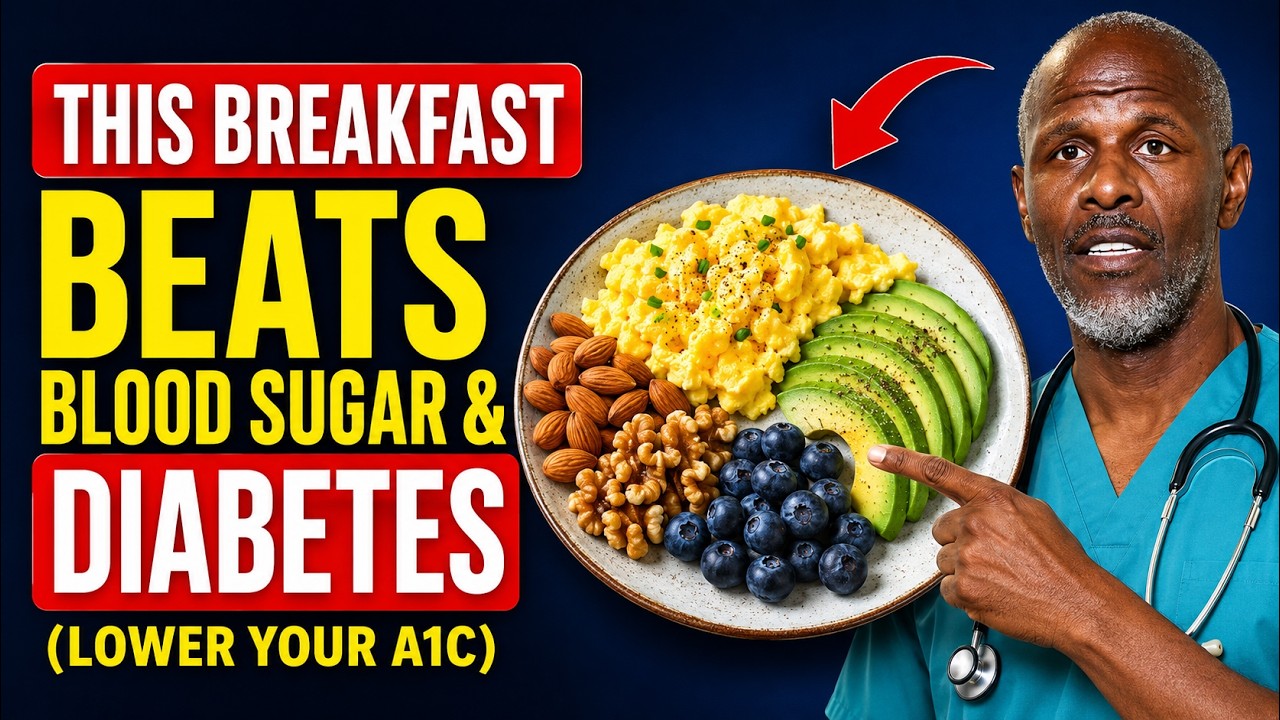 THIS BREAKFAST
BEATS
BLOOD SUGAR &
DIABETES
(LOWER YOUR A1C)